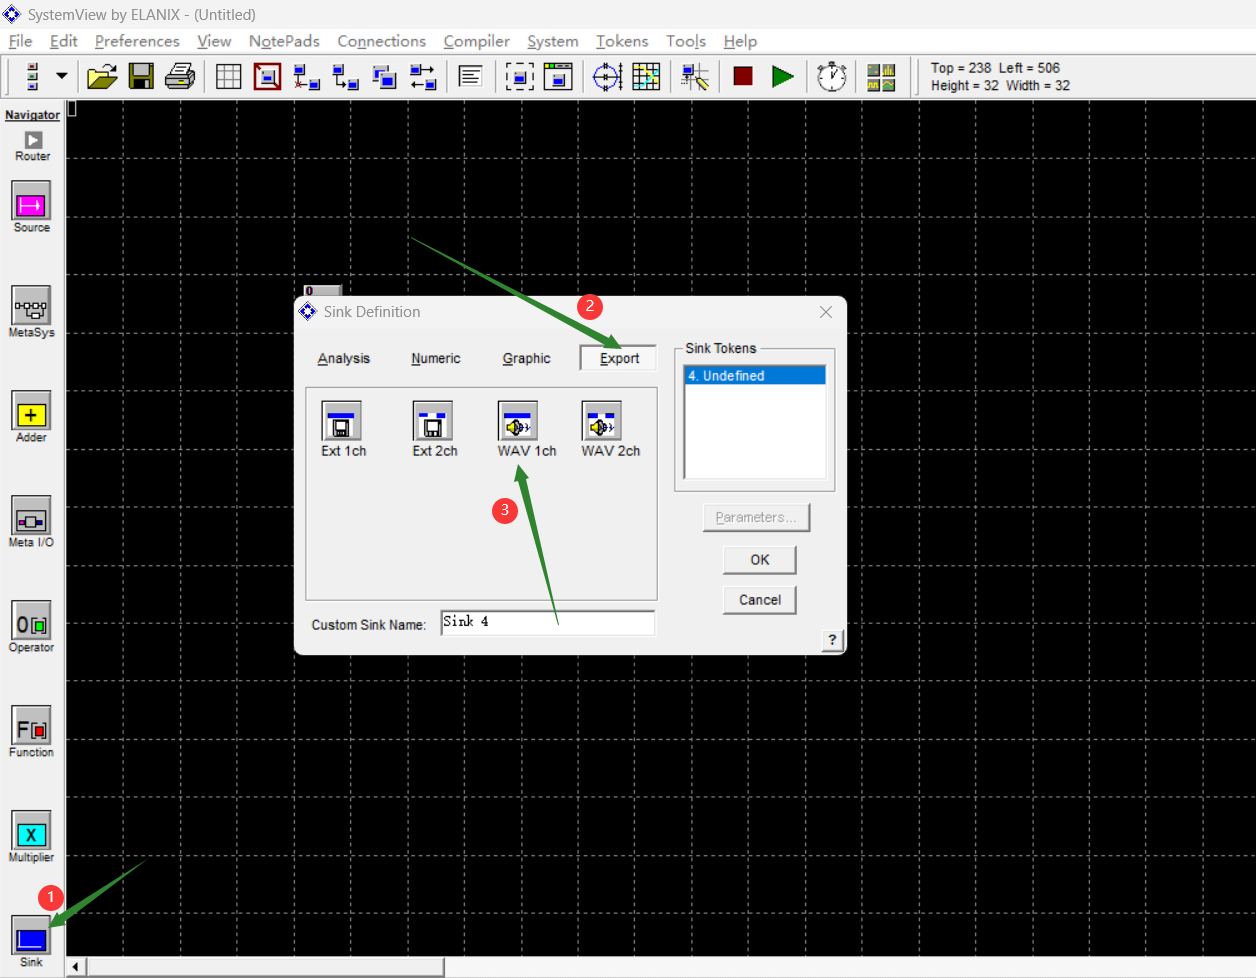 SystemView by ELANIX - (Untitled)
File Edit Preferences View NotePads Connections Compiler System Tokens Tools Help
Top = 238 Left = 506
Height = 32 Width = 32
Navigator
Router
Source
MetaSys
Adder
+
Meta I/O
Operator
O
Function
F
Multiplier
X
1
Sink
0
Sink Definition
2
Analysis Numeric Graphic Export
Ext 1ch Ext 2ch WAV 1ch WAV 2ch
3
Custom Sink Name: Sink 4
Sink Tokens
4. Undefined
Parameters...
OK
Cancel
?